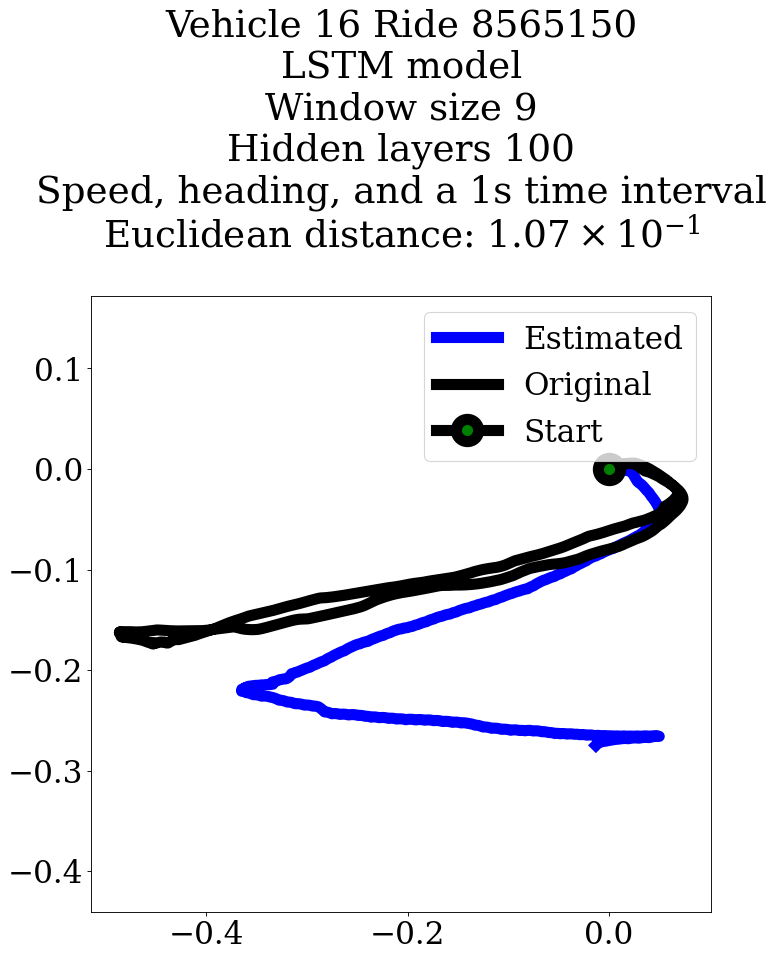 Vehicle 16 Ride 8565150
LSTM model
Window size 9
Hidden layers 100
Speed, heading, and a 1s time interval
Euclidean distance: 1.07 × 10⁻¹
Estimated
Original
Start
0.1
0.0
−0.1
−0.2
−0.3
−0.4
−0.4 −0.2 0.0